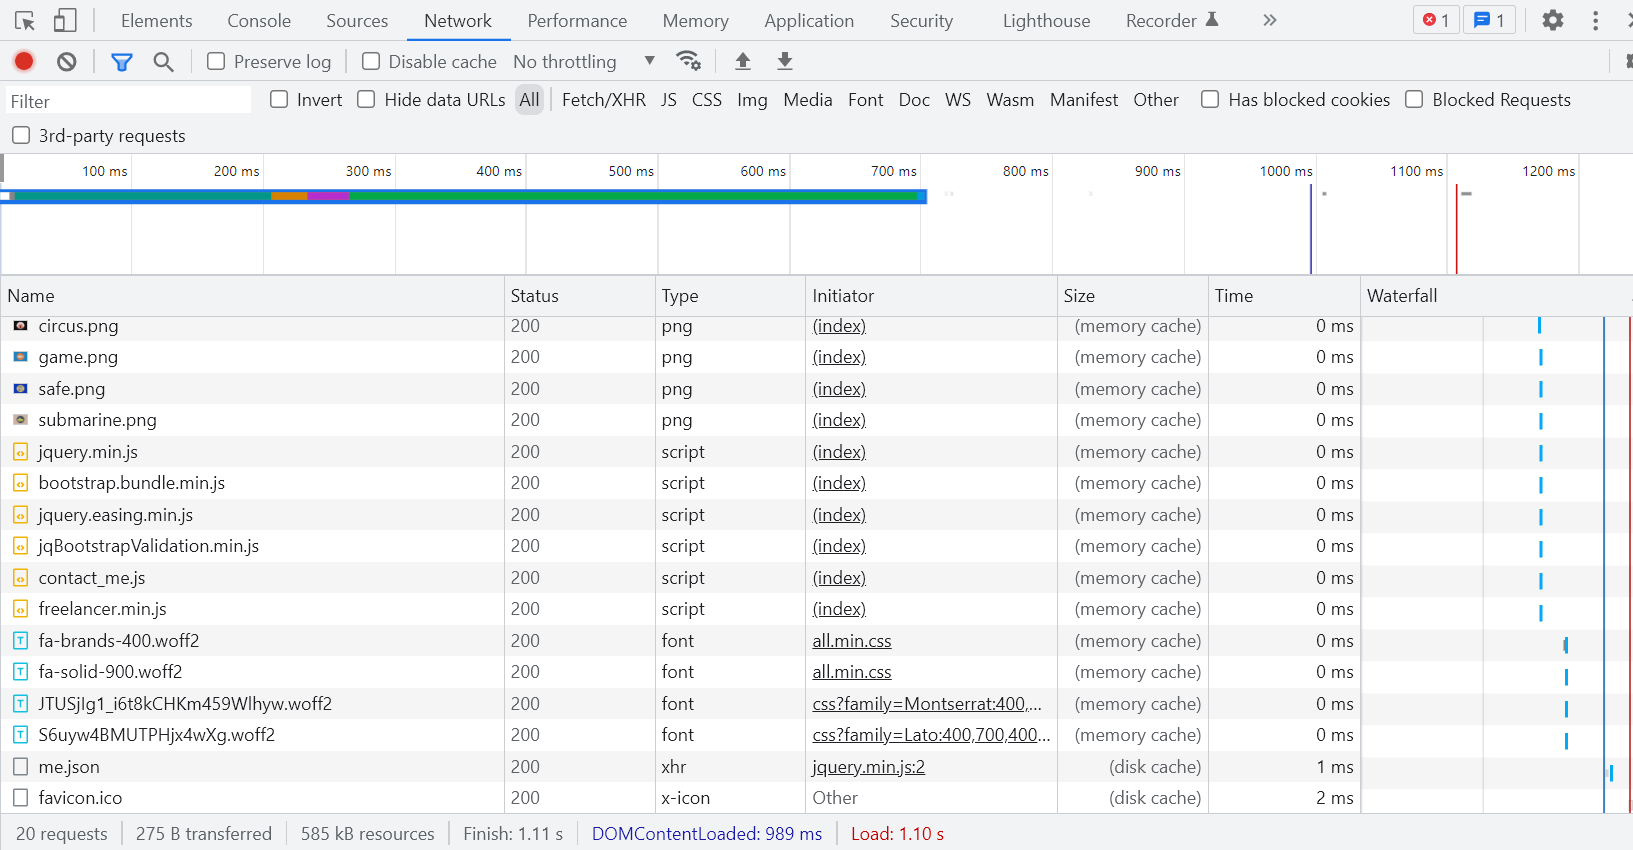 Elements Console Sources Network Performance Memory Application Security Lighthouse Recorder 1 1
Preserve log Disable cache No throttling
Filter Invert Hide data URLs All Fetch/XHR JS CSS Img Media Font Doc WS Wasm Manifest Other Has blocked cookies Blocked Requests
3rd-party requests
100 ms 200 ms 300 ms 400 ms 500 ms 600 ms 700 ms 800 ms 900 ms 1000 ms 1100 ms 1200 ms
Name Status Type Initiator Size Time Waterfall
circus.png 200 png (index) (memory cache) 0 ms
game.png 200 png (index) (memory cache) 0 ms
safe.png 200 png (index) (memory cache) 0 ms
submarine.png 200 png (index) (memory cache) 0 ms
jquery.min.js 200 script (index) (memory cache) 0 ms
bootstrap.bundle.min.js 200 script (index) (memory cache) 0 ms
jquery.easing.min.js 200 script (index) (memory cache) 0 ms
jqBootstrapValidation.min.js 200 script (index) (memory cache) 0 ms
contact_me.js 200 script (index) (memory cache) 0 ms
freelancer.min.js 200 script (index) (memory cache) 0 ms
fa-brands-400.woff2 200 font all.min.css (memory cache) 0 ms
fa-solid-900.woff2 200 font all.min.css (memory cache) 0 ms
JTUSjIg1_i6t8kCHKm459Wlhyw.woff2 200 font css?family=Montserrat:400,... (memory cache) 0 ms
S6uyw4BMUTPHjx4wXg.woff2 200 font css?family=Lato:400,700,400... (memory cache) 0 ms
me.json 200 xhr jquery.min.js:2 (disk cache) 1 ms
favicon.ico 200 x-icon Other (disk cache) 2 ms
20 requests 275 B transferred 585 kB resources Finish: 1.11 s DOMContentLoaded: 989 ms Load: 1.10 s